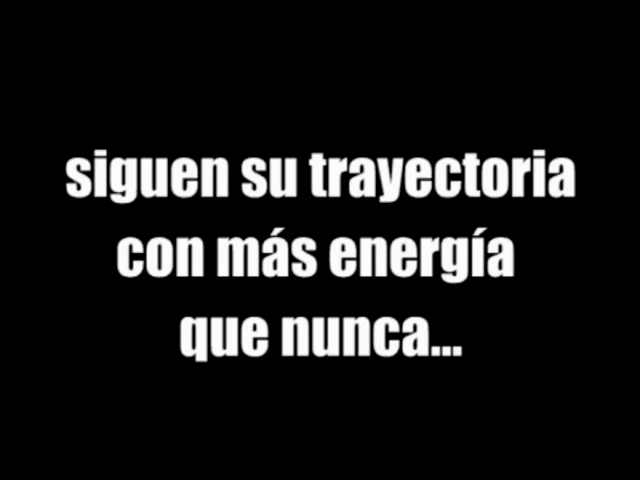 siguen su trayectoria
con más energía
que nunca...